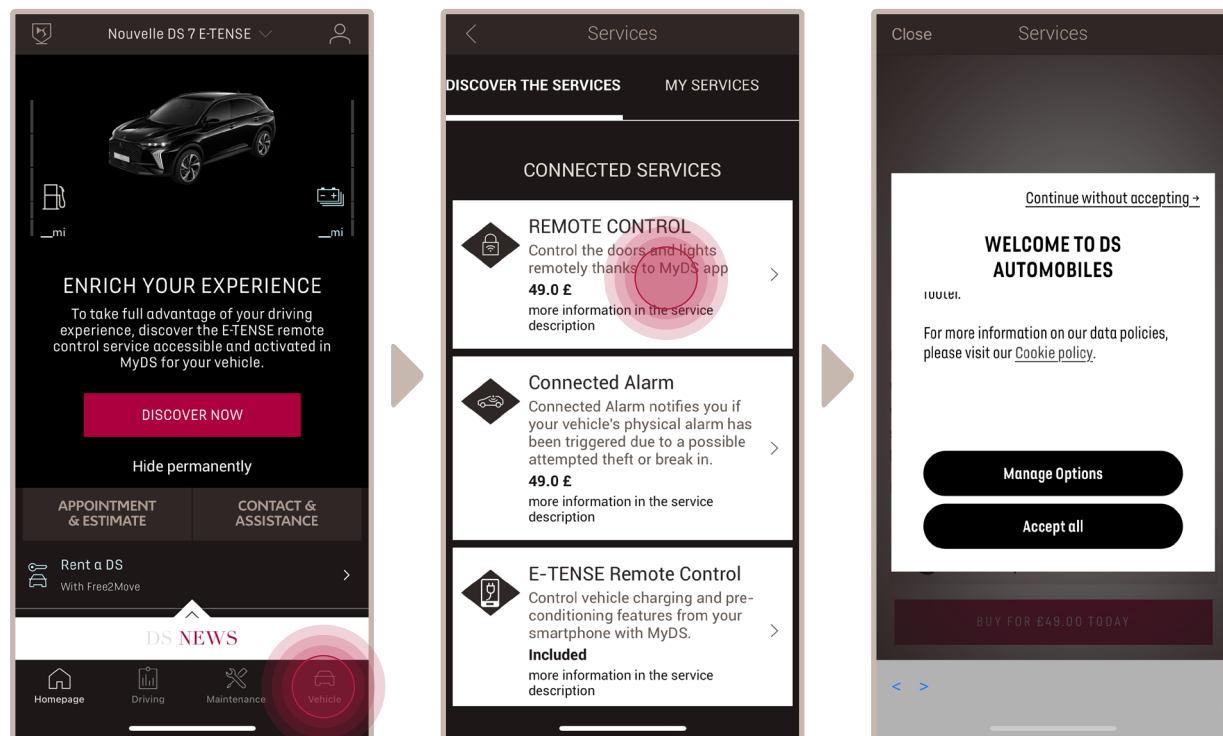 Nouvelle DS 7 E-TENSE
__mi
__mi
ENRICH YOUR EXPERIENCE
To take full advantage of your driving
experience, discover the E-TENSE remote
control service accessible and activated in
MyDS for your vehicle.
DISCOVER NOW
Hide permanently
APPOINTMENT
& ESTIMATE
CONTACT &
ASSISTANCE
Rent a DS
With Free2Move
DS NEWS
Homepage
Driving
Maintenance
Vehicle
Services
DISCOVER THE SERVICES
MY SERVICES
CONNECTED SERVICES
REMOTE CONTROL
Control the doors and lights
remotely thanks to MyDS app
49.0 £
more information in the service
description
Connected Alarm
Connected Alarm notifies you if
your vehicle's physical alarm has
been triggered due to a possible
attempted theft or break in.
49.0 £
more information in the service
description
E-TENSE Remote Control
Control vehicle charging and pre-
conditioning features from your
smartphone with MyDS.
Included
more information in the service
description
Close
Services
Continue without accepting →
WELCOME TO DS
AUTOMOBILES
footer.
For more information on our data policies,
please visit our Cookie policy.
Manage Options
Accept all
BUY FOR £49.00 TODAY
< >